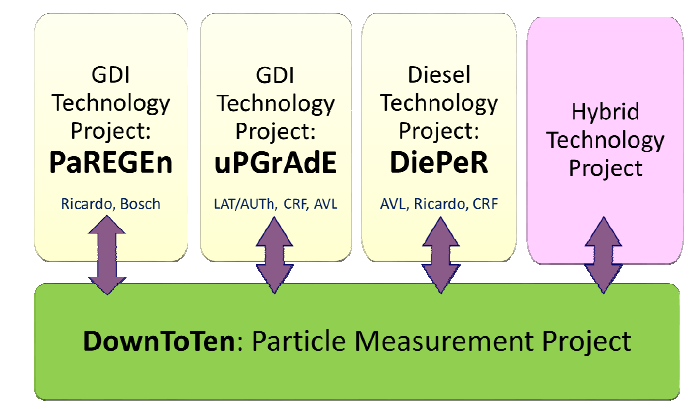 GDI
Technology
Project:
PaREGEn
Ricardo, Bosch
GDI
Technology
Project:
uPGrAdE
LAT/AUTh, CRF, AVL
Diesel
Technology
Project:
DiePeR
AVL, Ricardo, CRF
Hybrid
Technology
Project
DownToTen: Particle Measurement Project